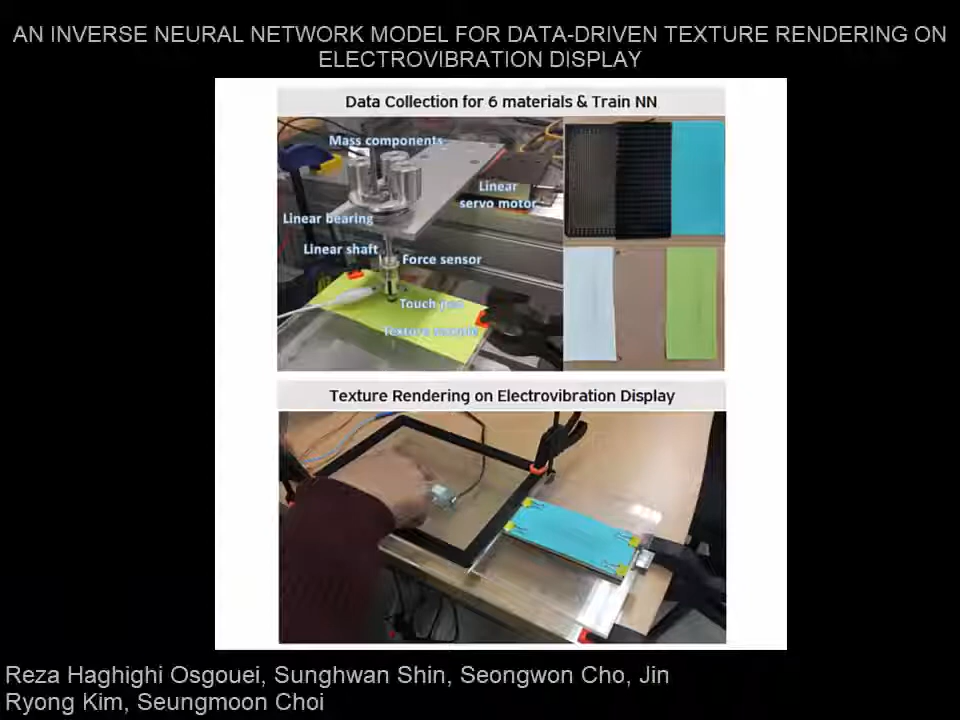 AN INVERSE NEURAL NETWORK MODEL FOR DATA-DRIVEN TEXTURE RENDERING ON
ELECTROVIBRATION DISPLAY
Data Collection for 6 materials & Train NN
Mass components
Linear
servo motor
Linear bearing
Linear shaft
Force sensor
Touch pen
Texture
Texture Rendering on Electrovibration Display
Reza Haghighi Osgouei, Sunghwan Shin, Seongwon Cho, Jin
Ryong Kim, Seungmoon Choi